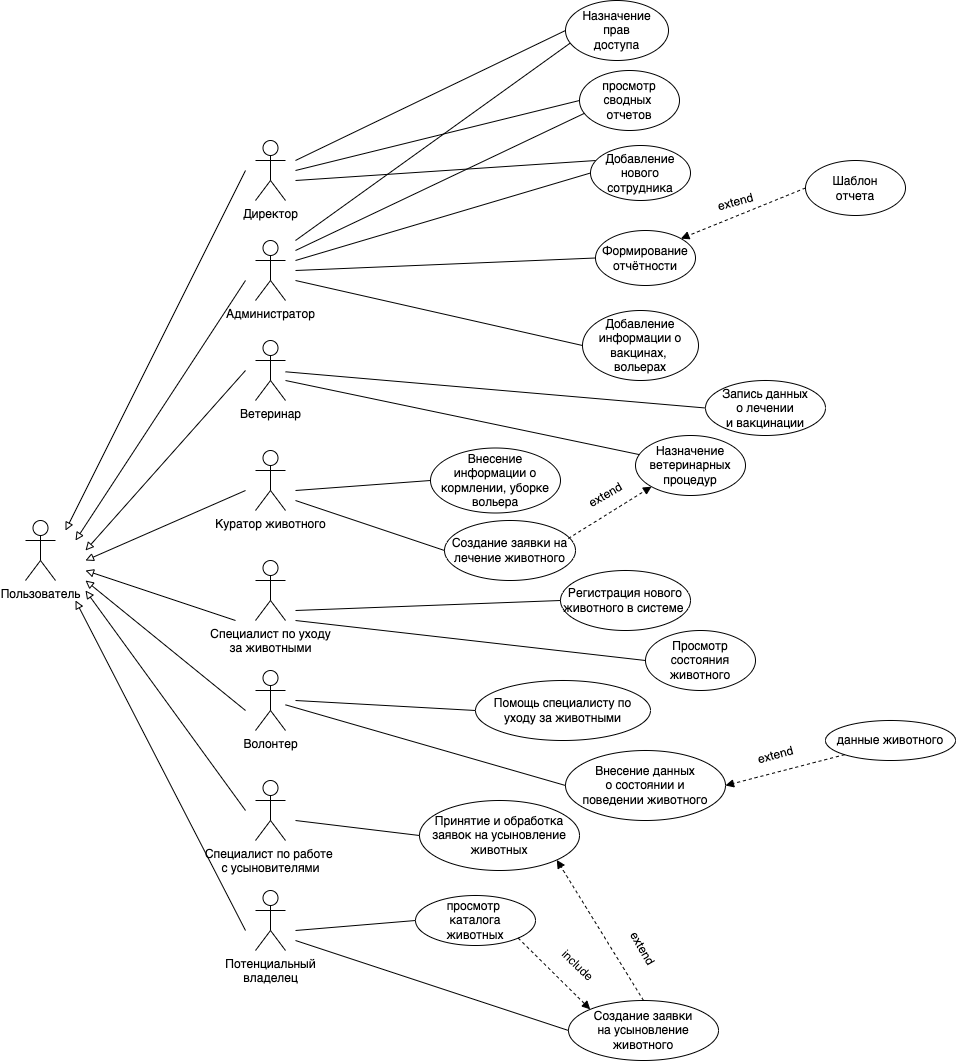 Назначение
прав
доступа
просмотр
сводных
отчетов
Директор
Добавление
нового
сотрудника
extend
Шаблон
отчета
Администратор
Формирование
отчётности
Добавление
информации о
вакцинах,
вольерах
Ветеринар
Запись данных
о лечении
и вакцинации
Назначение
ветеринарных
процедур
Куратор животного
Внесение
информации о
кормлении, уборке
вольера
extend
Создание заявки на
лечение животного
Пользователь
Специалист по уходу
за животными
Регистрация нового
животного в системе
Просмотр
состояния
животного
Волонтер
Помощь специалисту по
уходу за животными
extend
данные животного
Внесение данных
о состоянии и
поведении животного
Специалист по работе
с усыновителями
Принятие и обработка
заявок на усыновление
животных
Потенциальный
владелец
просмотр
каталога
животных
include
extend
Создание заявки
на усыновление
животного